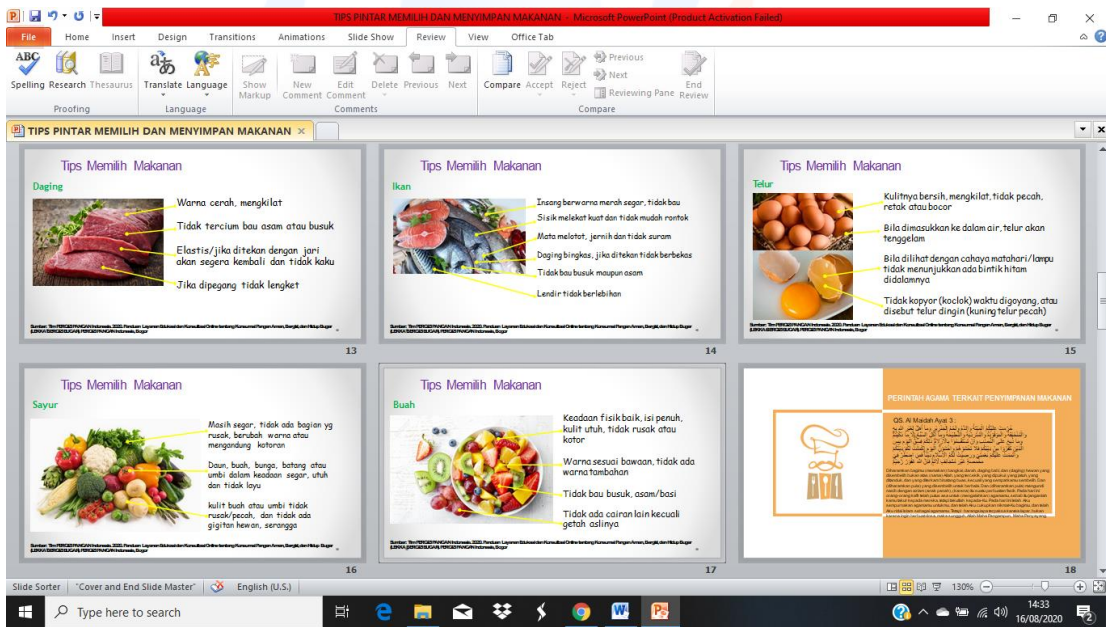 TIPS PINTAR MEMILIH DAN MENYIMPAN MAKANAN - Microsoft PowerPoint (Product Activation Failed)
File Home Insert Design Transitions Animations Slide Show Review View Office Tab
ABC
Spelling Research Thesaurus
Translate Language
Show Markup
New Comment
Edit Comment
Delete Previous Next
Compare Accept Reject
Previous
Next
Reviewing Pane
End Review
Proofing Language Comments Compare
TIPS PINTAR MEMILIH DAN MENYIMPAN MAKANAN
Tips Memilih Makanan
Daging
Warna cerah, mengkilat
Tidak tercium bau asam atau busuk
Elastis/jika ditekan dengan jari
akan segera kembali dan tidak kaku
Jika dipegang tidak lengket
13
Tips Memilih Makanan
Ikan
Insang berwarna merah segar, tidak bau
Sisik melekat kuat dan tidak mudah rontok
Mata melotot, jernih dan tidak suram
Daging bingkas, jika ditekan tidak berbekas
Tidak bau busuk maupun asam
Lendir tidak berlebihan
14
Tips Memilih Makanan
Telur
Kulitnya bersih, mengkilat, tidak pecah,
retak atau bocor
Bila dimasukkan ke dalam air, telur akan
tenggelam
Bila dilihat dengan cahaya matahari/lampu
tidak menunjukkan ada bintik hitam
didalamnya
Tidak kopyor (koclok) waktu digoyang, atau
disebut telur dingin (kuning telur pecah)
15
Tips Memilih Makanan
Sayur
Masih segar, tidak ada bagian yg
rusak, berubah warna atau
mengandung kotoran
Daun, buah, bunga, batang atau
umbi dalam keadaan segar, utuh
dan tidak layu
kulit buah atau umbi tidak
rusak/pecah, dan tidak ada
gigitan hewan, serangga
16
Tips Memilih Makanan
Buah
Keadaan fisik baik, isi penuh,
kulit utuh, tidak rusak atau
kotor
Warna sesuai bawaan, tidak ada
warna tambahan
Tidak bau busuk, asam/basi
Tidak ada cairan lain kecuali
getah aslinya
17
PERINTAH AGAMA TERKAIT PENYIMPANAN MAKANAN
QS. Al Maidah Ayat 3 :
18
Slide Sorter "Cover and End Slide Master" English (U.S.) 130%
Type here to search
14:33
16/08/2020